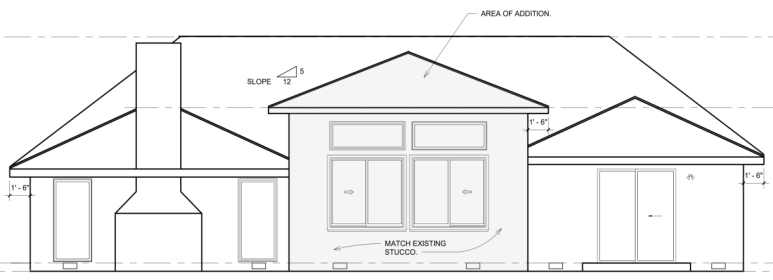 AREA OF ADDITION.
5
SLOPE 12
1' - 6"
1' - 6"
1' - 6"
MATCH EXISTING
STUCCO.